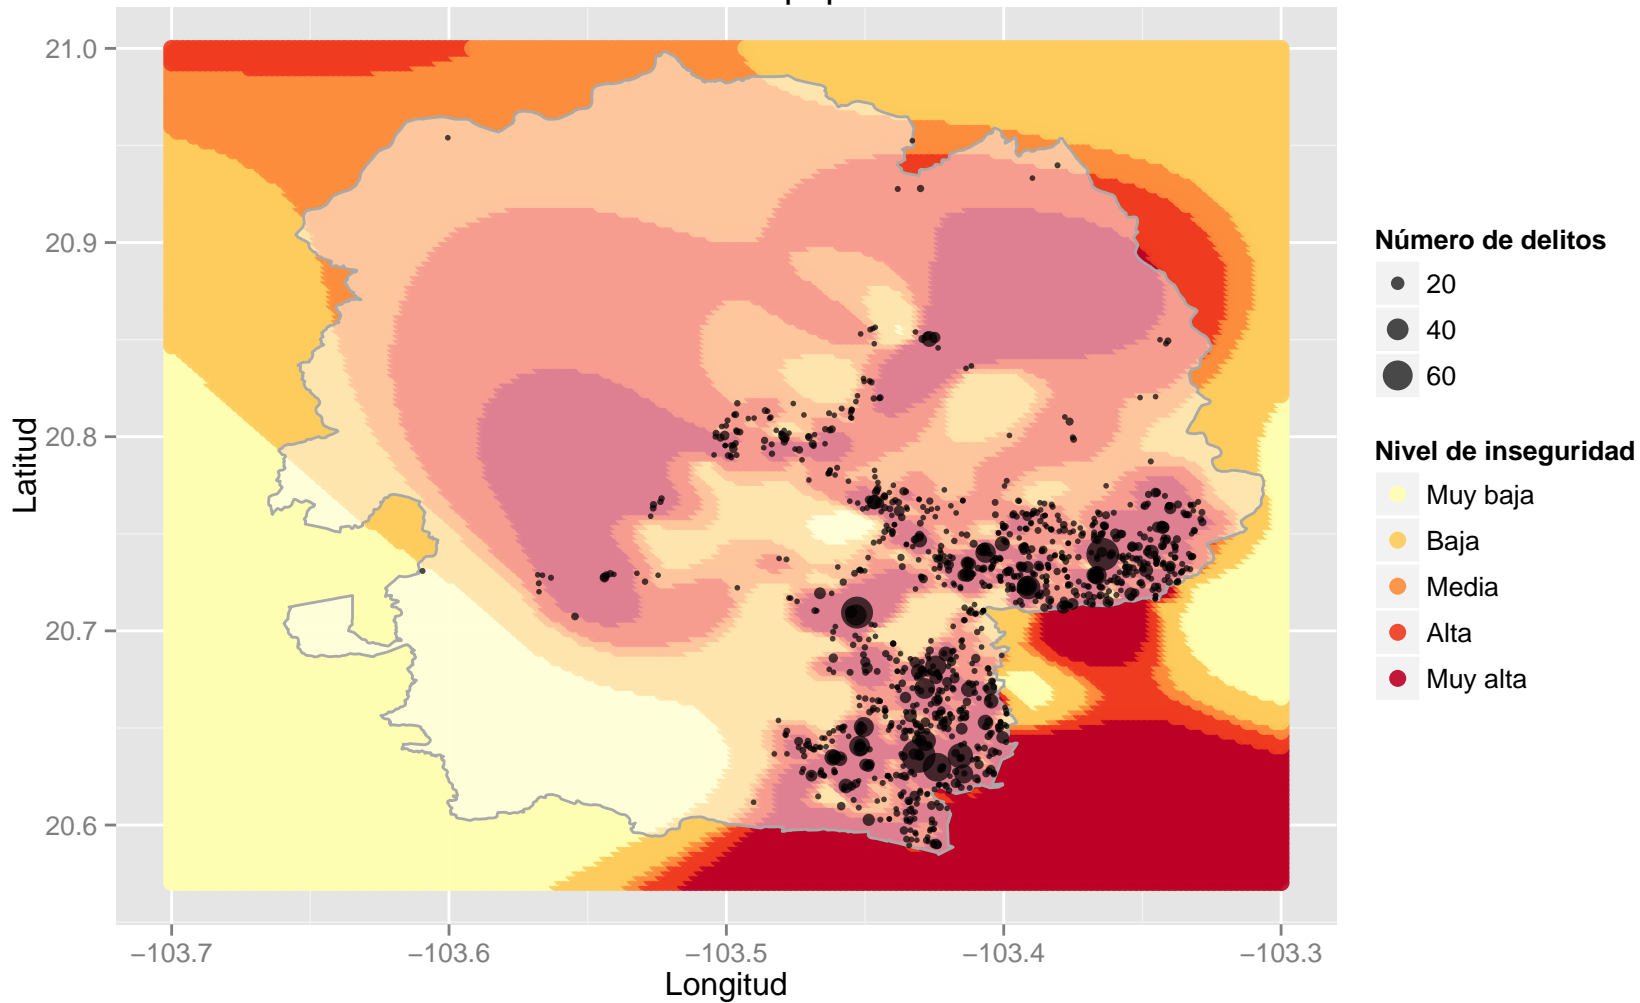 21.0
20.9
20.8
20.7
20.6
Latitud
−103.7
−103.6
−103.5
−103.4
−103.3
Longitud
Número de delitos
20
40
60
Nivel de inseguridad
Muy baja
Baja
Media
Alta
Muy alta